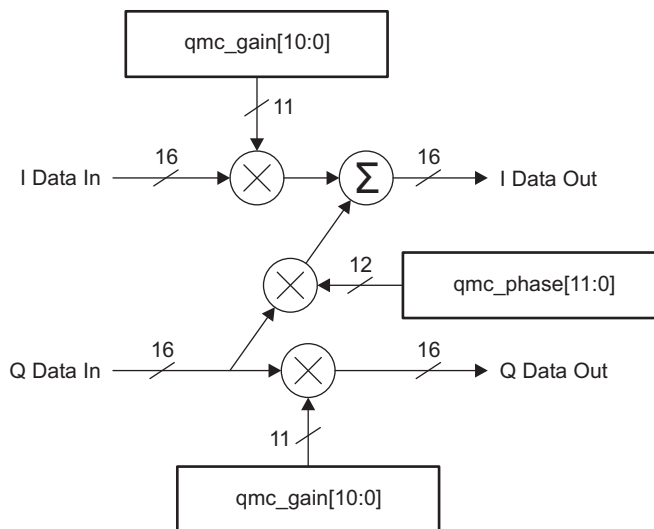 qmc_gain[10:0]
11
16
16
I Data In
Σ
I Data Out
12
qmc_phase[11:0]
16
16
Q Data In
Q Data Out
11
qmc_gain[10:0]